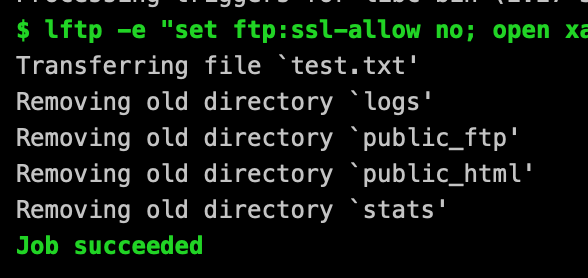 $ lftp -e "set ftp:ssl-allow no; open xa
Transferring file `test.txt'
Removing old directory `logs'
Removing old directory `public_ftp'
Removing old directory `public_html'
Removing old directory `stats'
Job succeeded